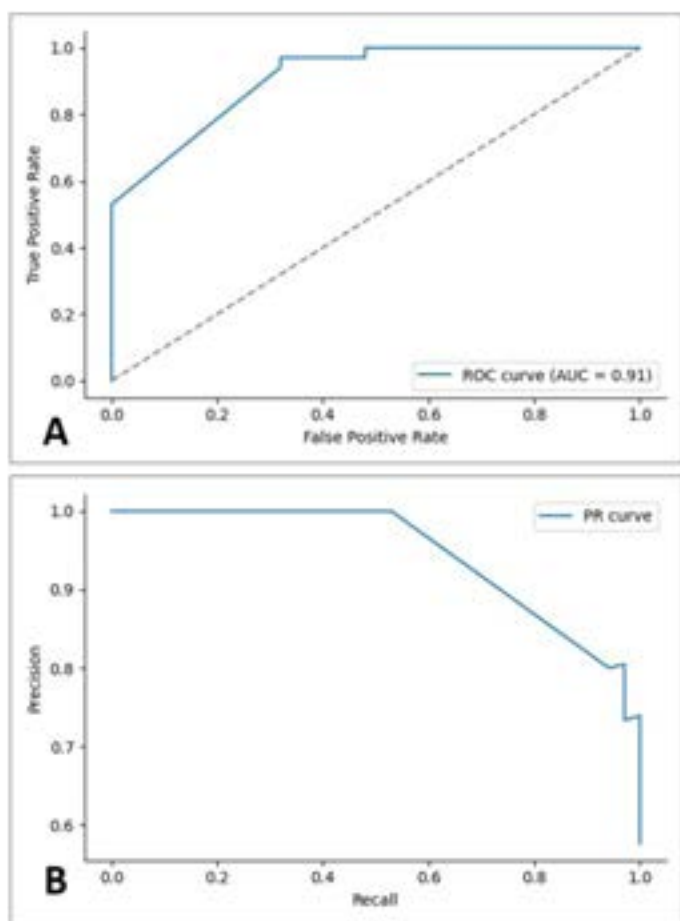 1.0
0.8
0.6
0.4
0.2
0.0
True Positive Rate
ROC curve (AUC = 0.91)
0.0 0.2 0.4 0.6 0.8 1.0
False Positive Rate
A
1.0
0.9
0.8
0.7
0.6
Precision
PR curve
0.0 0.2 0.4 0.6 0.8 1.0
Recall
B